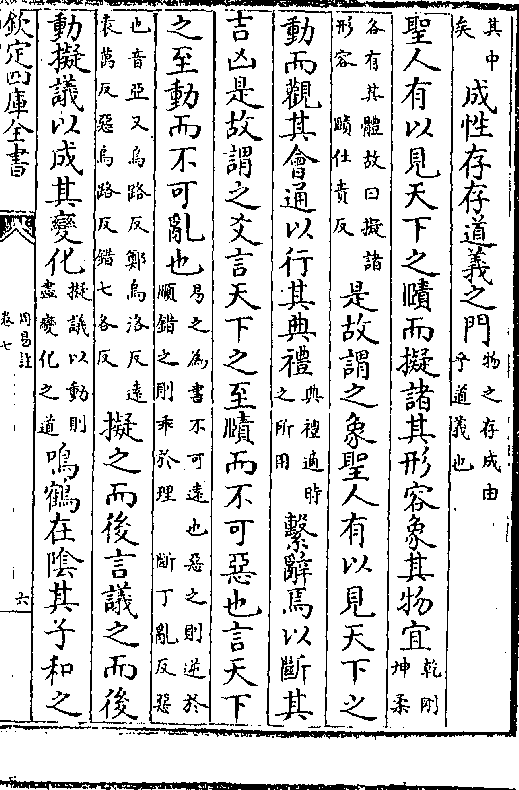 其中矣成性存存道義之門物之存成由乎道義也
聖人有以見天下之賾而擬諸其形容象其物宜乾剛坤柔
各有其體故曰擬諸形容 賾仕責反是故謂之象聖人有以見天下之
動而觀其會通以行其典禮典禮適時之所用繫辭焉以斷其
吉凶是故謂之爻言天下之至賾而不可惡也言天下
之至動而不可亂也易之為書不可遠也惡之則逆於順錯之則乖於理 斷丁亂反惡
也音亞又烏路反鄭烏洛反遠袁萬反惡烏路反錯七各反擬之而後言議之而後
動擬議以成其變化擬議以動則盡變化之道鳴鶴在陰其子和之
欽定四庫全書
周易註
卷七
六